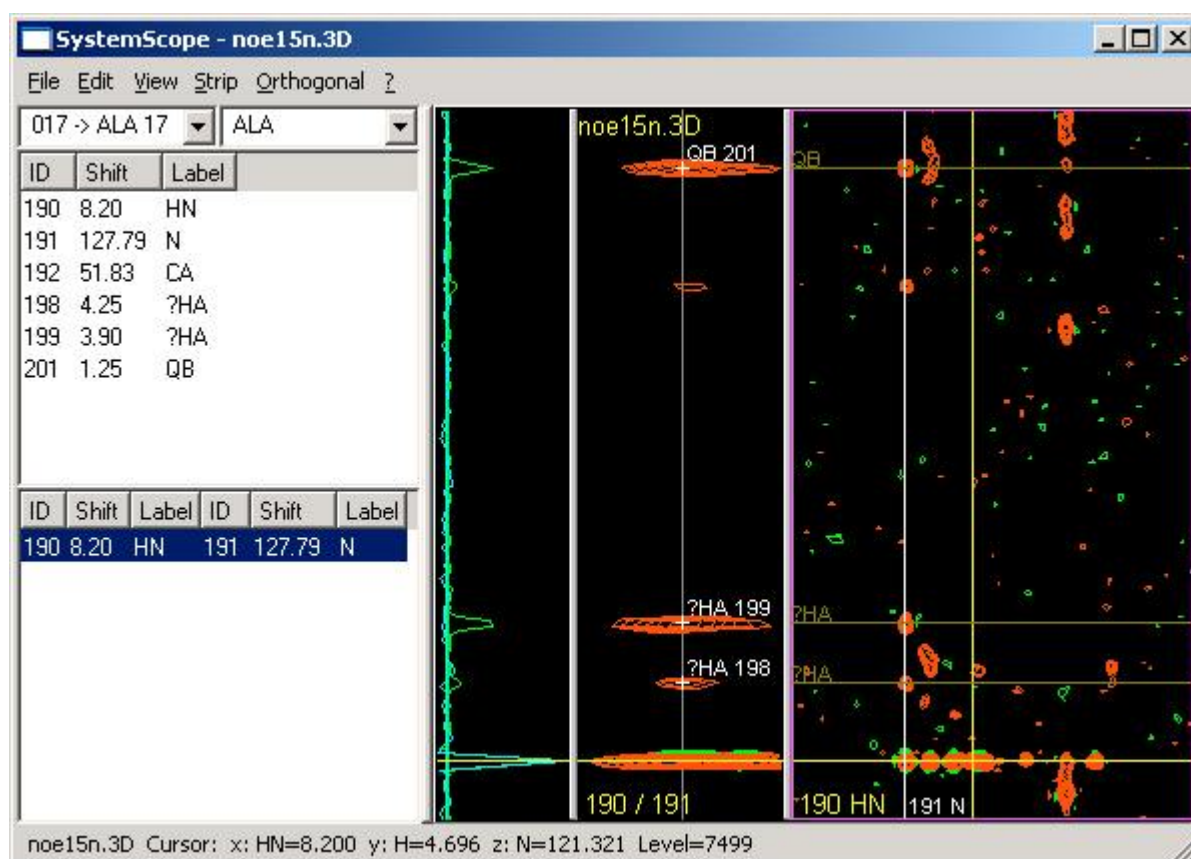 SystemScope - noe15n.3D
File Edit View Strip Orthogonal ?
017 -> ALA 17 ALA
ID Shift Label
190 8.20 HN
191 127.79 N
192 51.83 CA
198 4.25 ?HA
199 3.90 ?HA
201 1.25 QB
ID Shift Label ID Shift Label
190 8.20 HN 191 127.79 N
noe15n.3D
QB 201
?HA 199
?HA 198
190 / 191
QB
?HA
?HA
190 HN 191 N
noe15n.3D Cursor: x: HN=8.200 y: H=4.696 z: N=121.321 Level=7499